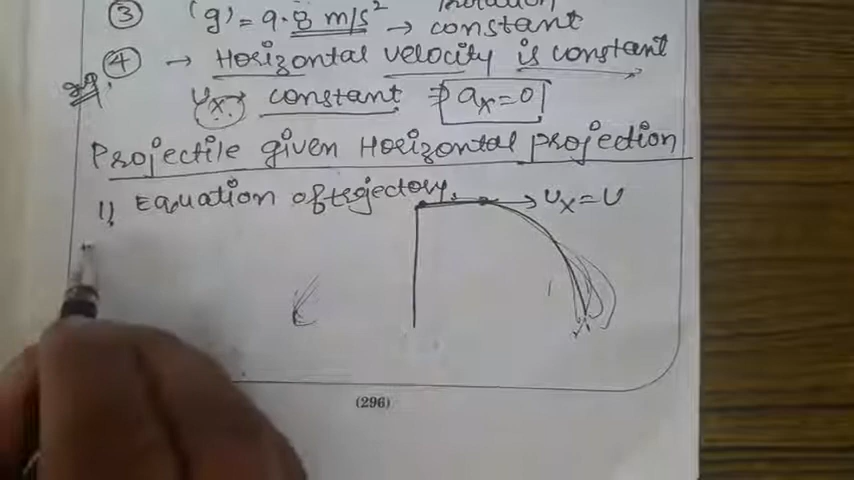 ③ (g) = 9.8 m/s² → constant
④ → Horizontal velocity is constant
Ux → constant ⇒ ax=0
Projectile given Horizontal projection
1) Equation of trajectory.
Ux = U
(296)